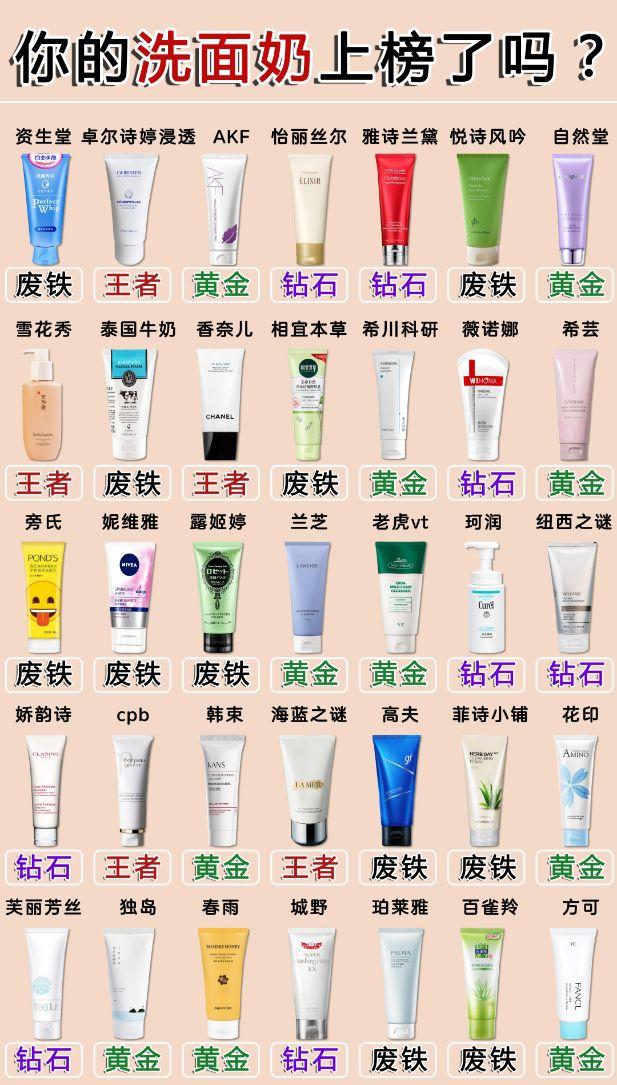 你的洗面奶上榜了吗？
资生堂 卓尔诗婷浸透 AKF 怡丽丝尔 雅诗兰黛 悦诗风吟 自然堂
Perfect Whip
AKF
ELIXIR
innisfree
废铁 王者 黄金 钻石 钻石 废铁 黄金
雪花秀 泰国牛奶 香奈儿 相宜本草 希川科研 薇诺娜 希芸
FACIAL FOAM
CHANEL
WINONA
王者 废铁 王者 废铁 黄金 钻石 黄金
旁氏 妮维雅 露姬婷 兰芝 老虎vt 珂润 纽西之谜
POND'S
NIVEA
LANEIGE
CICA
CLEANSER
VT
Curél
废铁 废铁 废铁 黄金 黄金 钻石 钻石
娇韵诗 cpb 韩束 海蓝之谜 高夫 菲诗小铺 花印
CLARINS
KANS
LA MER
gf
HERB DAY
AMINO
钻石 王者 黄金 王者 废铁 废铁 黄金
芙丽芳丝 独岛 春雨 城野 珀莱雅 百雀羚 方可
freeplus
PROYA
FANCL
钻石 黄金 黄金 钻石 废铁 废铁 黄金